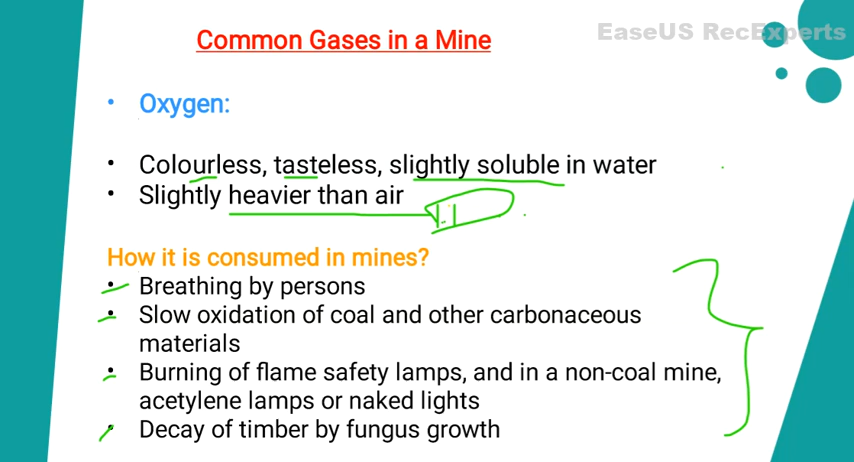 Common Gases in a Mine
EaseUS RecExperts
• Oxygen:
• Colourless, tasteless, slightly soluble in water
• Slightly heavier than air
1.1
How it is consumed in mines?
• Breathing by persons
• Slow oxidation of coal and other carbonaceous
materials
• Burning of flame safety lamps, and in a non-coal mine,
acetylene lamps or naked lights
• Decay of timber by fungus growth